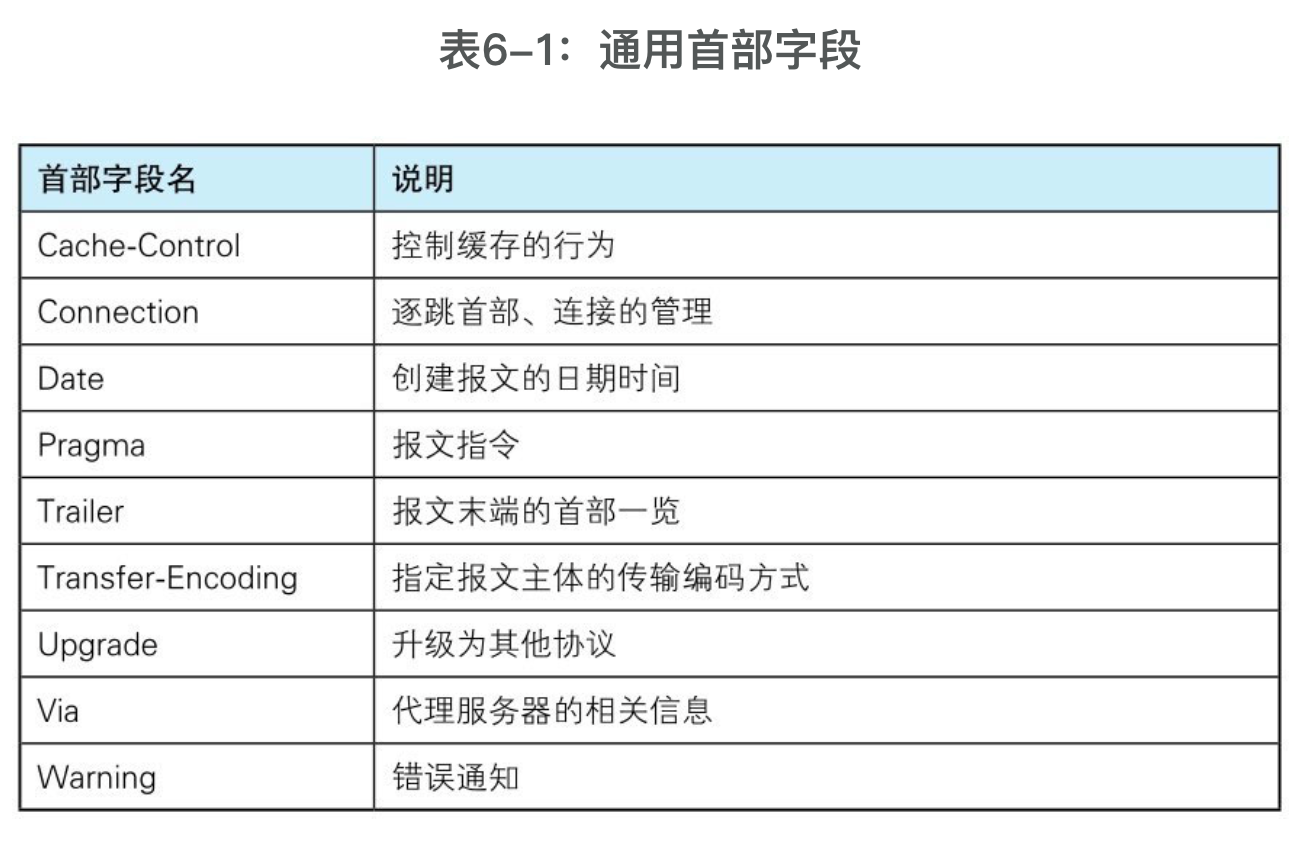 表6–1：通用首部字段
首部字段名 说明
Cache-Control 控制缓存的行为
Connection 逐跳首部、连接的管理
Date 创建报文的日期时间
Pragma 报文指令
Trailer 报文末端的首部一览
Transfer-Encoding 指定报文主体的传输编码方式
Upgrade 升级为其他协议
Via 代理服务器的相关信息
Warning 错误通知